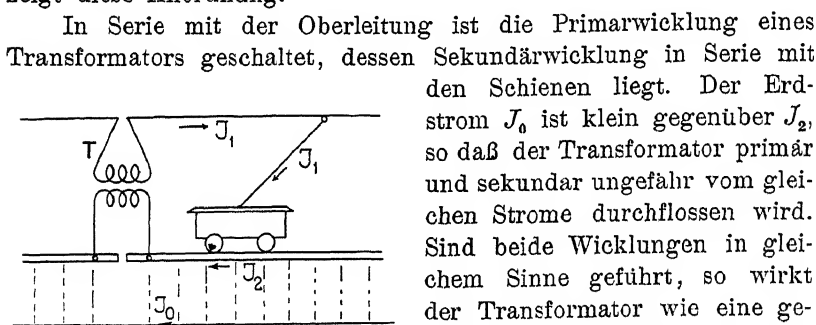 zeigt diese Anordnung.
In Serie mit der Oberleitung ist die Primarwicklung eines
Transformators geschaltet, dessen Sekundärwicklung in Serie mit
den Schienen liegt. Der Erd-
strom J₀ ist klein gegenüber J₂,
so daß der Transformator primär
und sekundar ungefähr vom glei-
chen Strome durchflossen wird.
Sind beide Wicklungen in glei-
chem Sinne geführt, so wirkt
der Transformator wie eine ge-
T
J₁
J₁
J₂
J₀